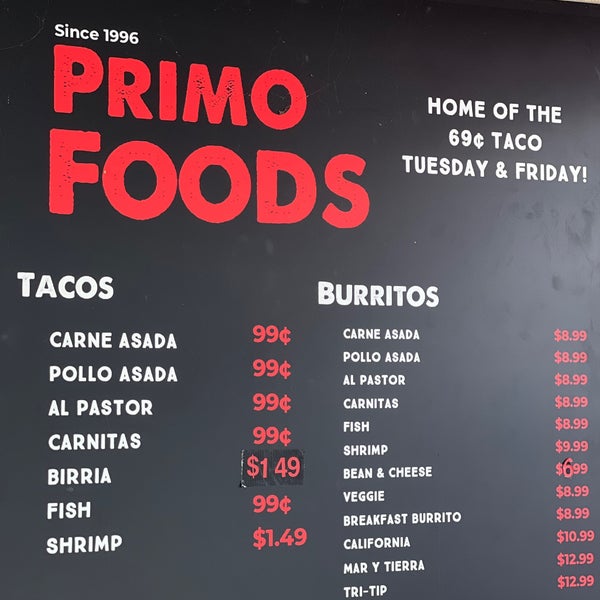 Since 1996
PRIMO
FOODS
HOME OF THE
69¢ TACO
TUESDAY & FRIDAY!
TACOS
CARNE ASADA 99¢
POLLO ASADA 99¢
AL PASTOR 99¢
CARNITAS 99¢
BIRRIA $1.49
FISH 99¢
SHRIMP $1.49
BURRITOS
CARNE ASADA $8.99
POLLO ASADA $8.99
AL PASTOR $8.99
CARNITAS $8.99
FISH $8.99
SHRIMP $9.99
BEAN & CHEESE $6.99
VEGGIE $8.99
BREAKFAST BURRITO $8.99
CALIFORNIA $10.99
MAR Y TIERRA $12.99
TRI-TIP $12.99